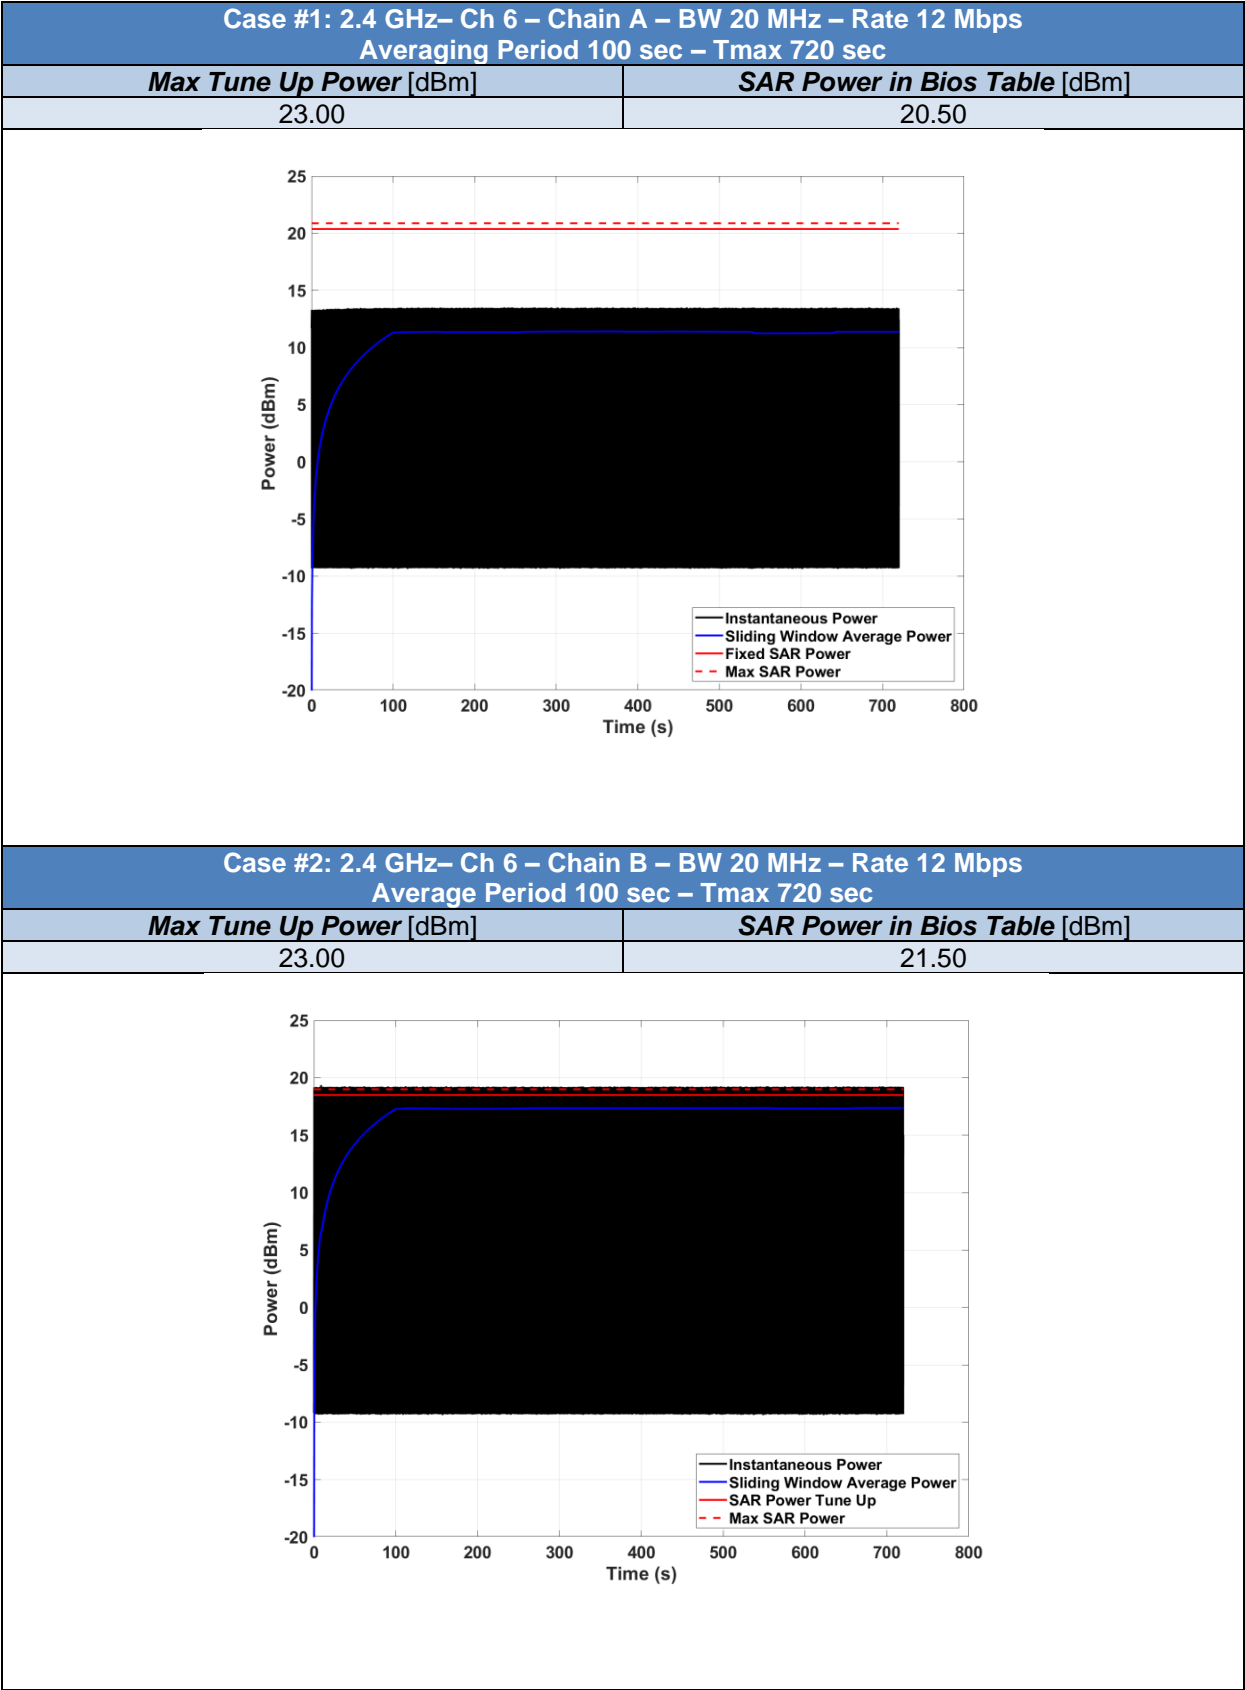 Case #1: 2.4 GHz– Ch 6 – Chain A – BW 20 MHz – Rate 12 Mbps
Averaging Period 100 sec – Tmax 720 sec
Max Tune Up Power [dBm]
SAR Power in Bios Table [dBm]
23.00
20.50
25
20
15
10
5
0
-5
-10
-15
-20
Power (dBm)
0
100
200
300
400
500
600
700
800
Time (s)
Instantaneous Power
Sliding Window Average Power
Fixed SAR Power
Max SAR Power
Case #2: 2.4 GHz– Ch 6 – Chain B – BW 20 MHz – Rate 12 Mbps
Average Period 100 sec – Tmax 720 sec
Max Tune Up Power [dBm]
SAR Power in Bios Table [dBm]
23.00
21.50
25
20
15
10
5
0
-5
-10
-15
-20
Power (dBm)
0
100
200
300
400
500
600
700
800
Time (s)
Instantaneous Power
Sliding Window Average Power
SAR Power Tune Up
Max SAR Power